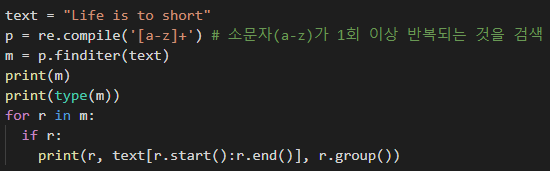 text = "Life is to short"
p = re.compile('[a-z]+') # 소문자(a-z)가 1회 이상 반복되는 것을 검색
m = p.finditer(text)
print(m)
print(type(m))
for r in m:
  if r:
    print(r, text[r.start():r.end()], r.group())